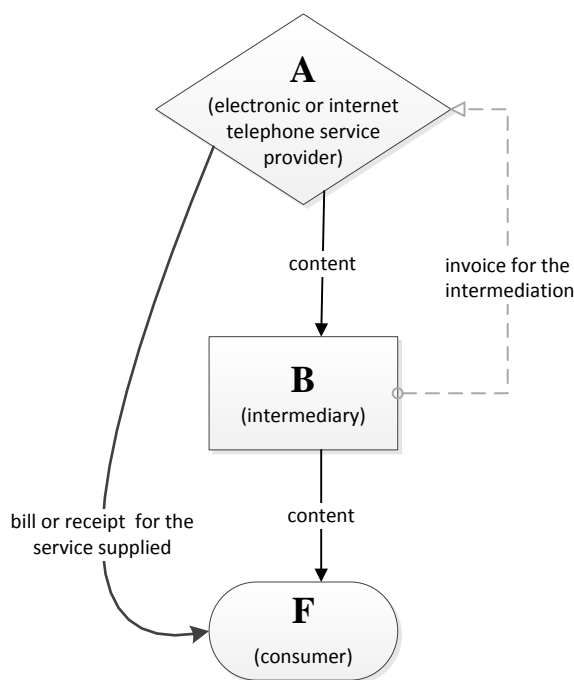 A
(electronic or internet
telephone service
provider)
content
invoice for the
intermediation
B
(intermediary)
content
bill or receipt  for the
service supplied
F
(consumer)